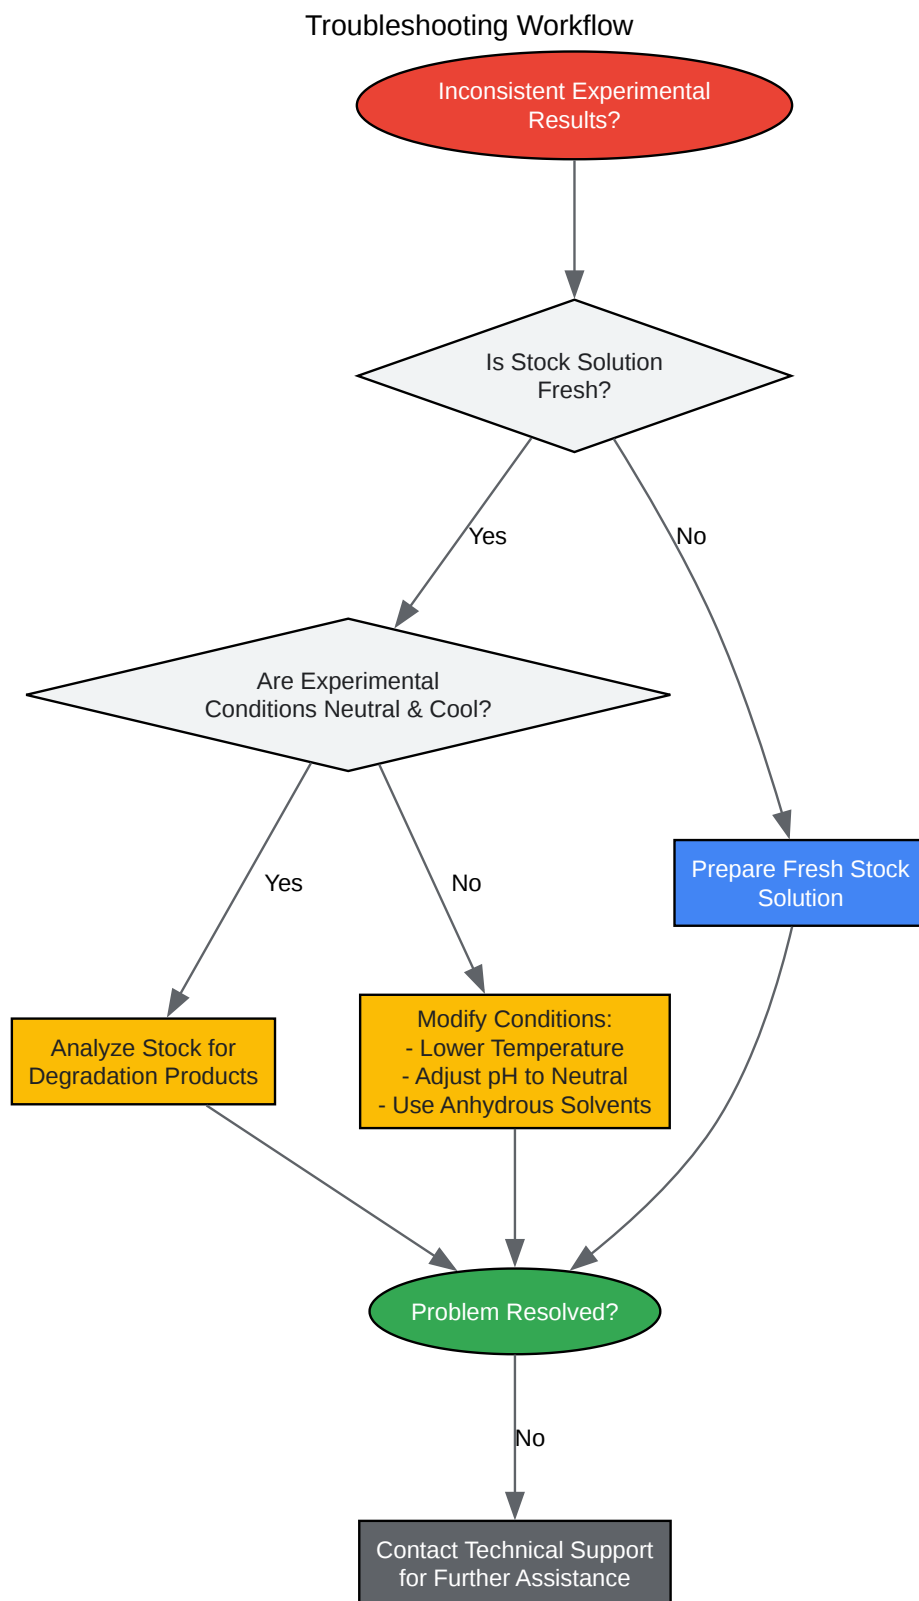 Troubleshooting Workflow
Inconsistent Experimental
Results?
Is Stock Solution
Fresh?
Yes
No
Are Experimental
Conditions Neutral & Cool?
Yes
No
Prepare Fresh Stock
Solution
Analyze Stock for
Degradation Products
Modify Conditions:
- Lower Temperature
- Adjust pH to Neutral
- Use Anhydrous Solvents
Problem Resolved?
No
Contact Technical Support
for Further Assistance